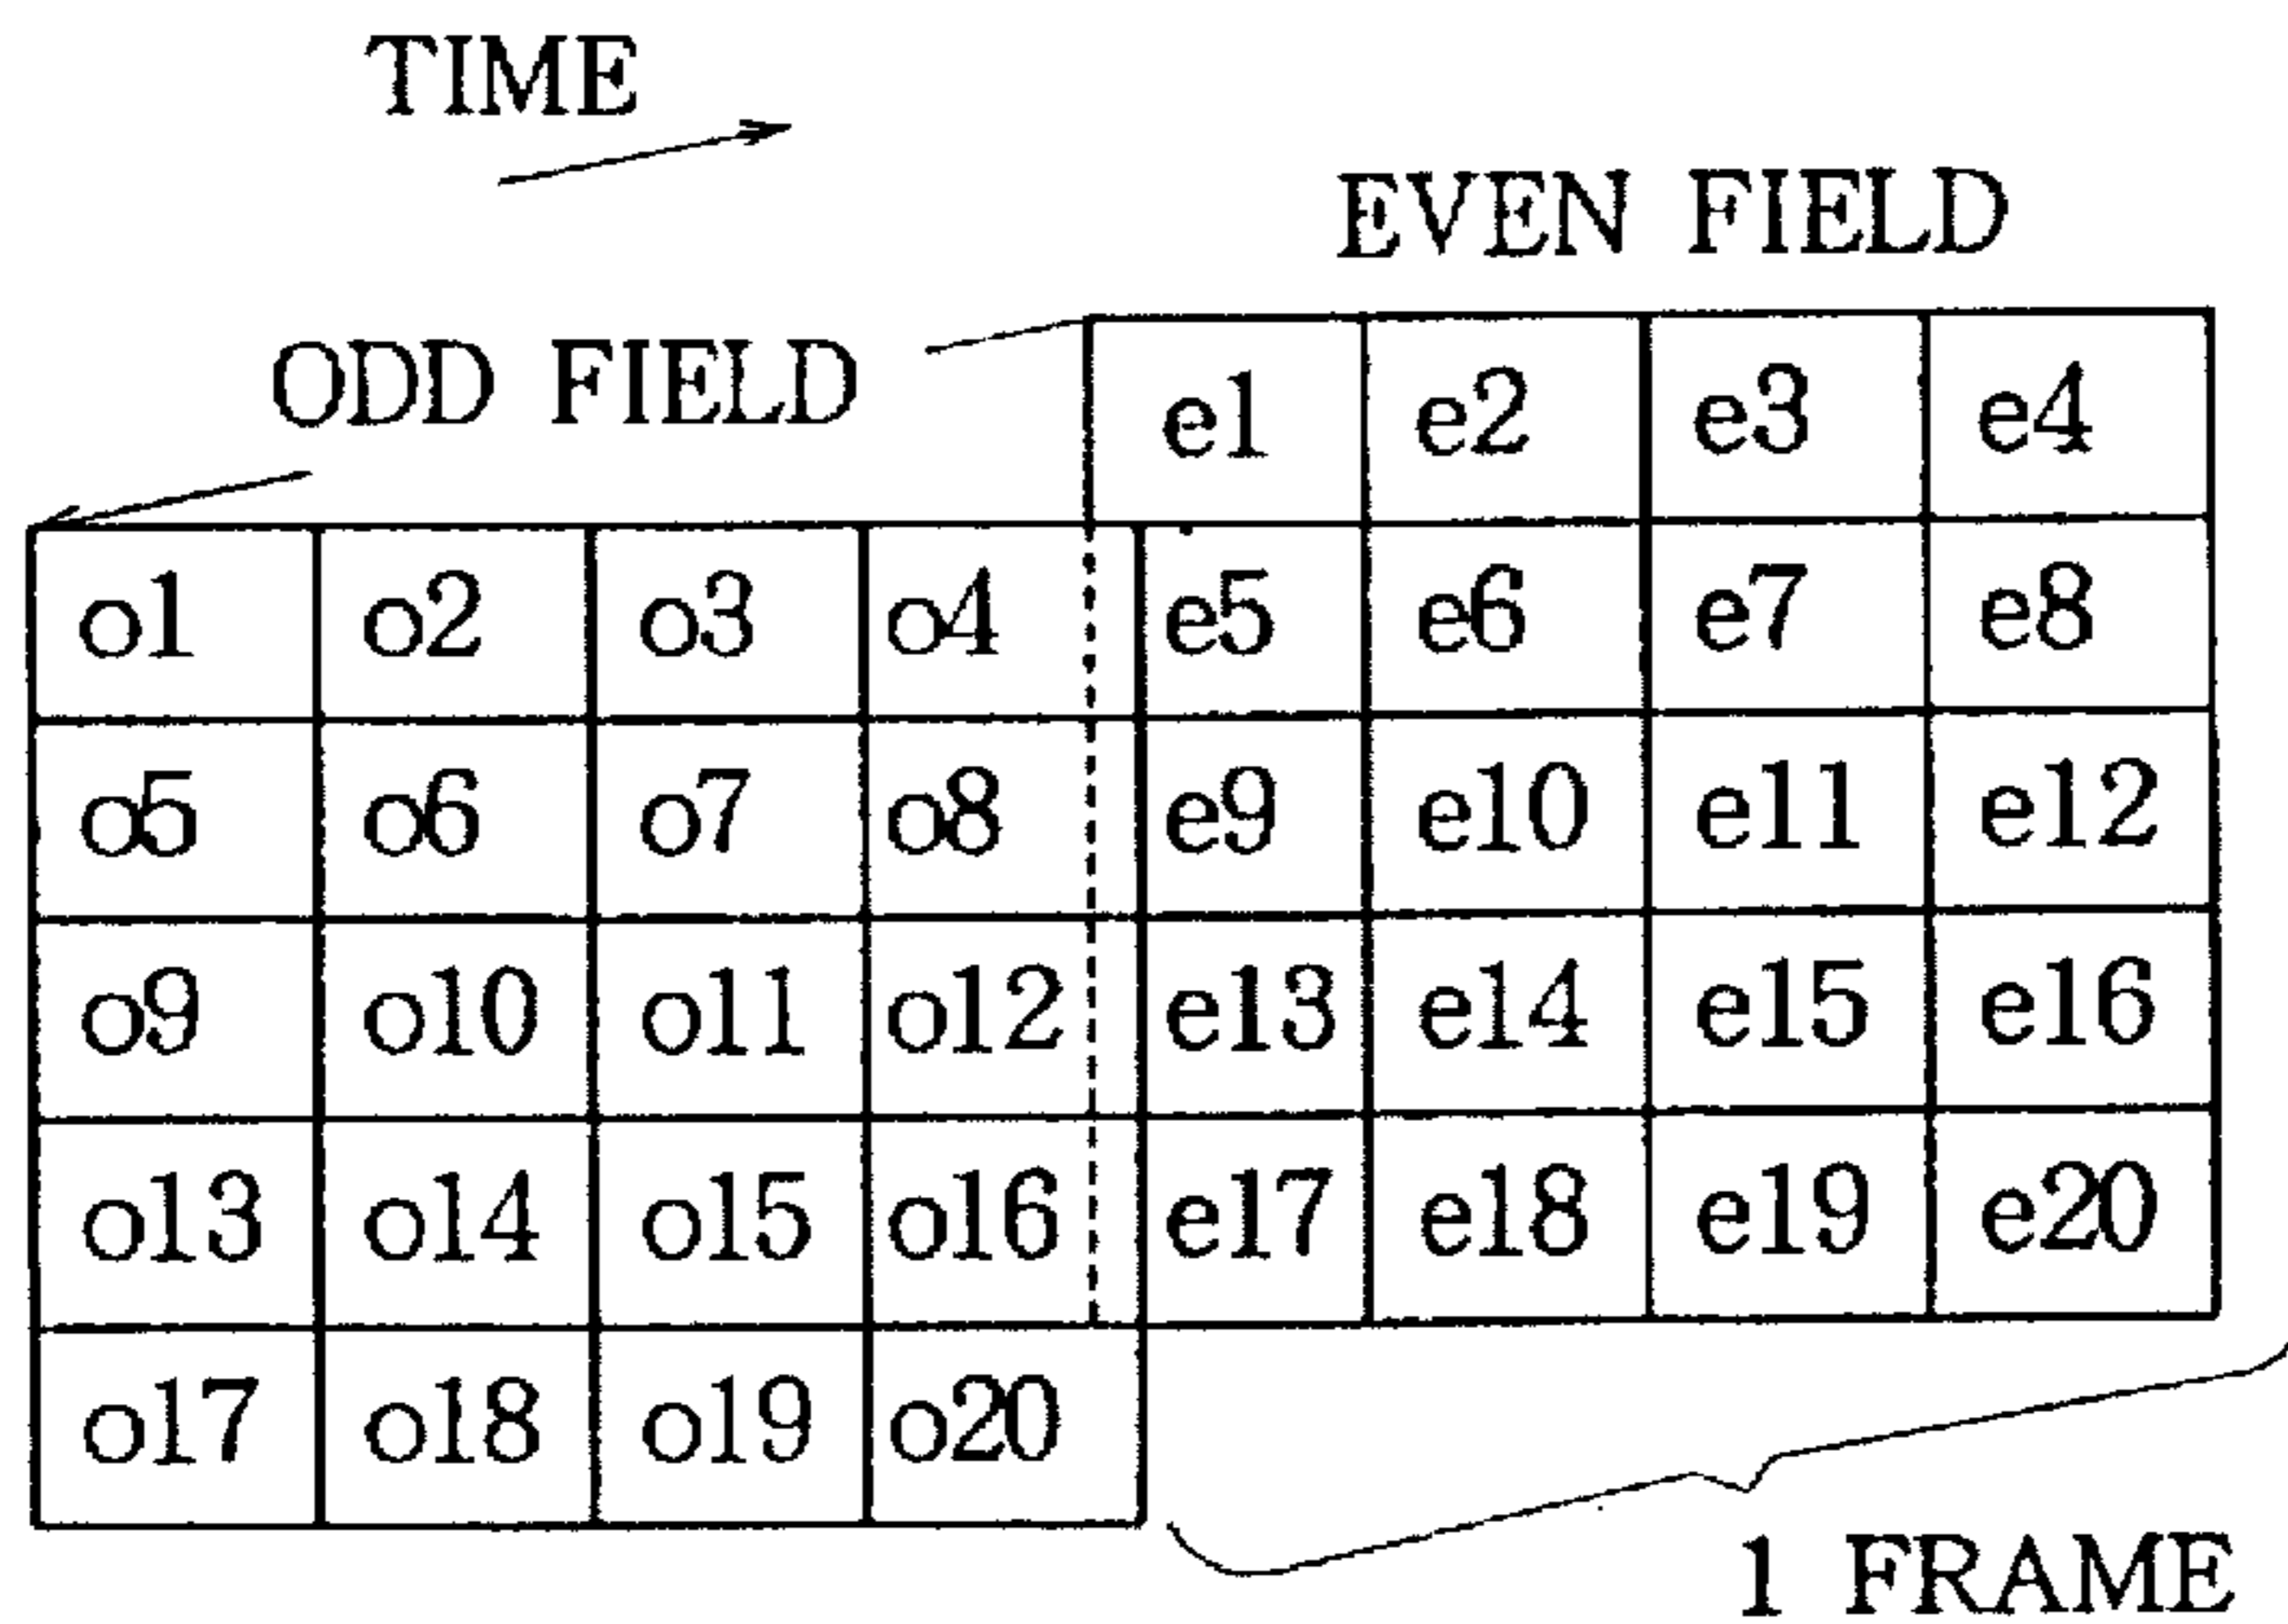 TIME
EVEN FIELD
ODD FIELD
e1 e2 e3 e4
o1 o2 o3 o4 e5 e6 e7 e8
o5 o6 o7 o8 e9 e10 e11 e12
o9 o10 o11 o12 e13 e14 e15 e16
o13 o14 o15 o16 e17 e18 e19 e20
o17 o18 o19 o20
1 FRAME